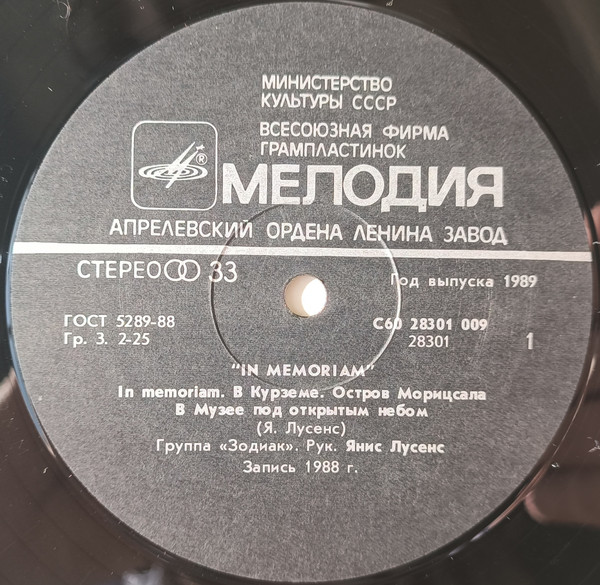 МИНИСТЕРСТВО
КУЛЬТУРЫ СССР
ВСЕСОЮЗНАЯ ФИРМА
ГРАМПЛАСТИНОК
®
МЕЛОДИЯ
АПРЕЛЕВСКИЙ ОРДЕНА ЛЕНИНА ЗАВОД
СТЕРЕО 33
Год выпуска 1989
ГОСТ 5289-88
Гр. 3. 2-25
С60 28301 009
28301
1
“IN MEMORIAM”
In memoriam. В Курземе. Остров Морицсала
В Музее под открытым небом
(Я. Лусенс)
Группа «Зодиак». Рук. Янис Лусенс
Запись 1988 г.